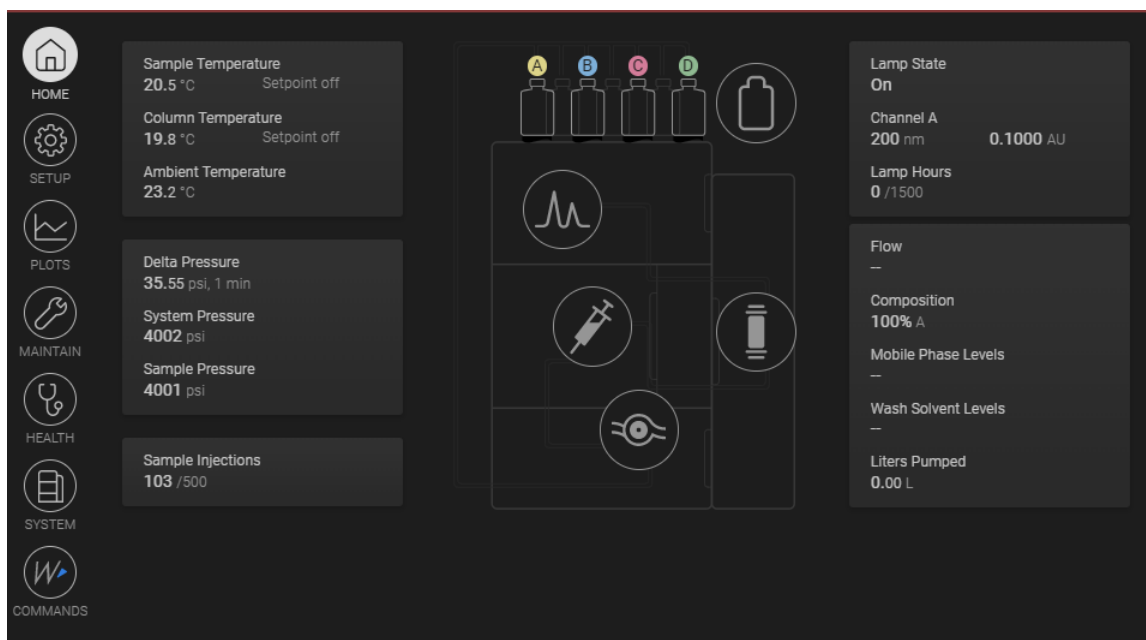 HOME
SETUP
PLOTS
MAINTAIN
HEALTH
SYSTEM
COMMANDS
Sample Temperature
20.5 °C Setpoint off
Column Temperature
19.8 °C Setpoint off
Ambient Temperature
23.2 °C
Delta Pressure
35.55 psi, 1 min
System Pressure
4002 psi
Sample Pressure
4001 psi
Sample Injections
103 /500
A B C D
Lamp State
On
Channel A
200 nm 0.1000 AU
Lamp Hours
0 /1500
Flow
--
Composition
100% A
Mobile Phase Levels
--
Wash Solvent Levels
--
Liters Pumped
0.00 L